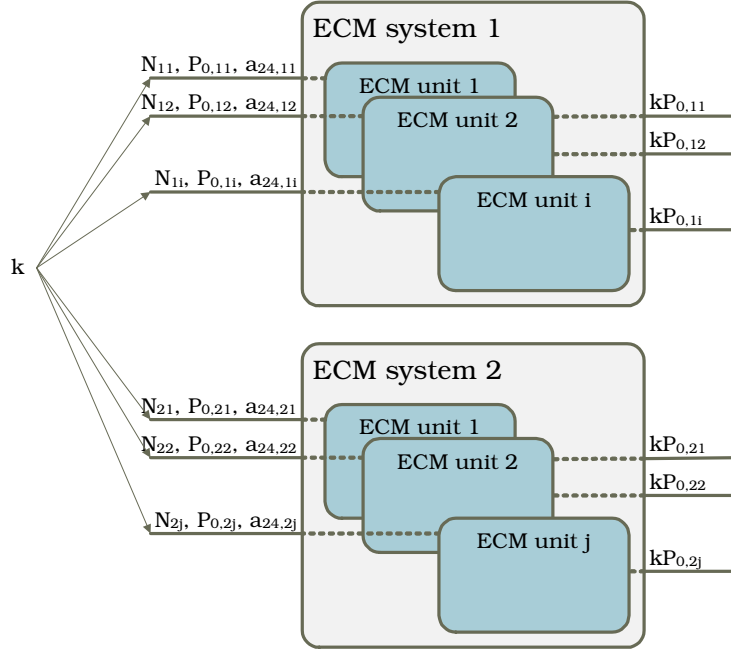 ECM system 1
N11, P0,11, a24,11
ECM unit 1
N12, P0,12, a24,12
ECM unit 2
kP0,11
kP0,12
N1i, P0,1i, a24,1i
ECM unit i
kP0,1i
k
ECM system 2
N21, P0,21, a24,21
ECM unit 1
N22, P0,22, a24,22
ECM unit 2
kP0,21
kP0,22
N2j, P0,2j, a24,2j
ECM unit j
kP0,2j